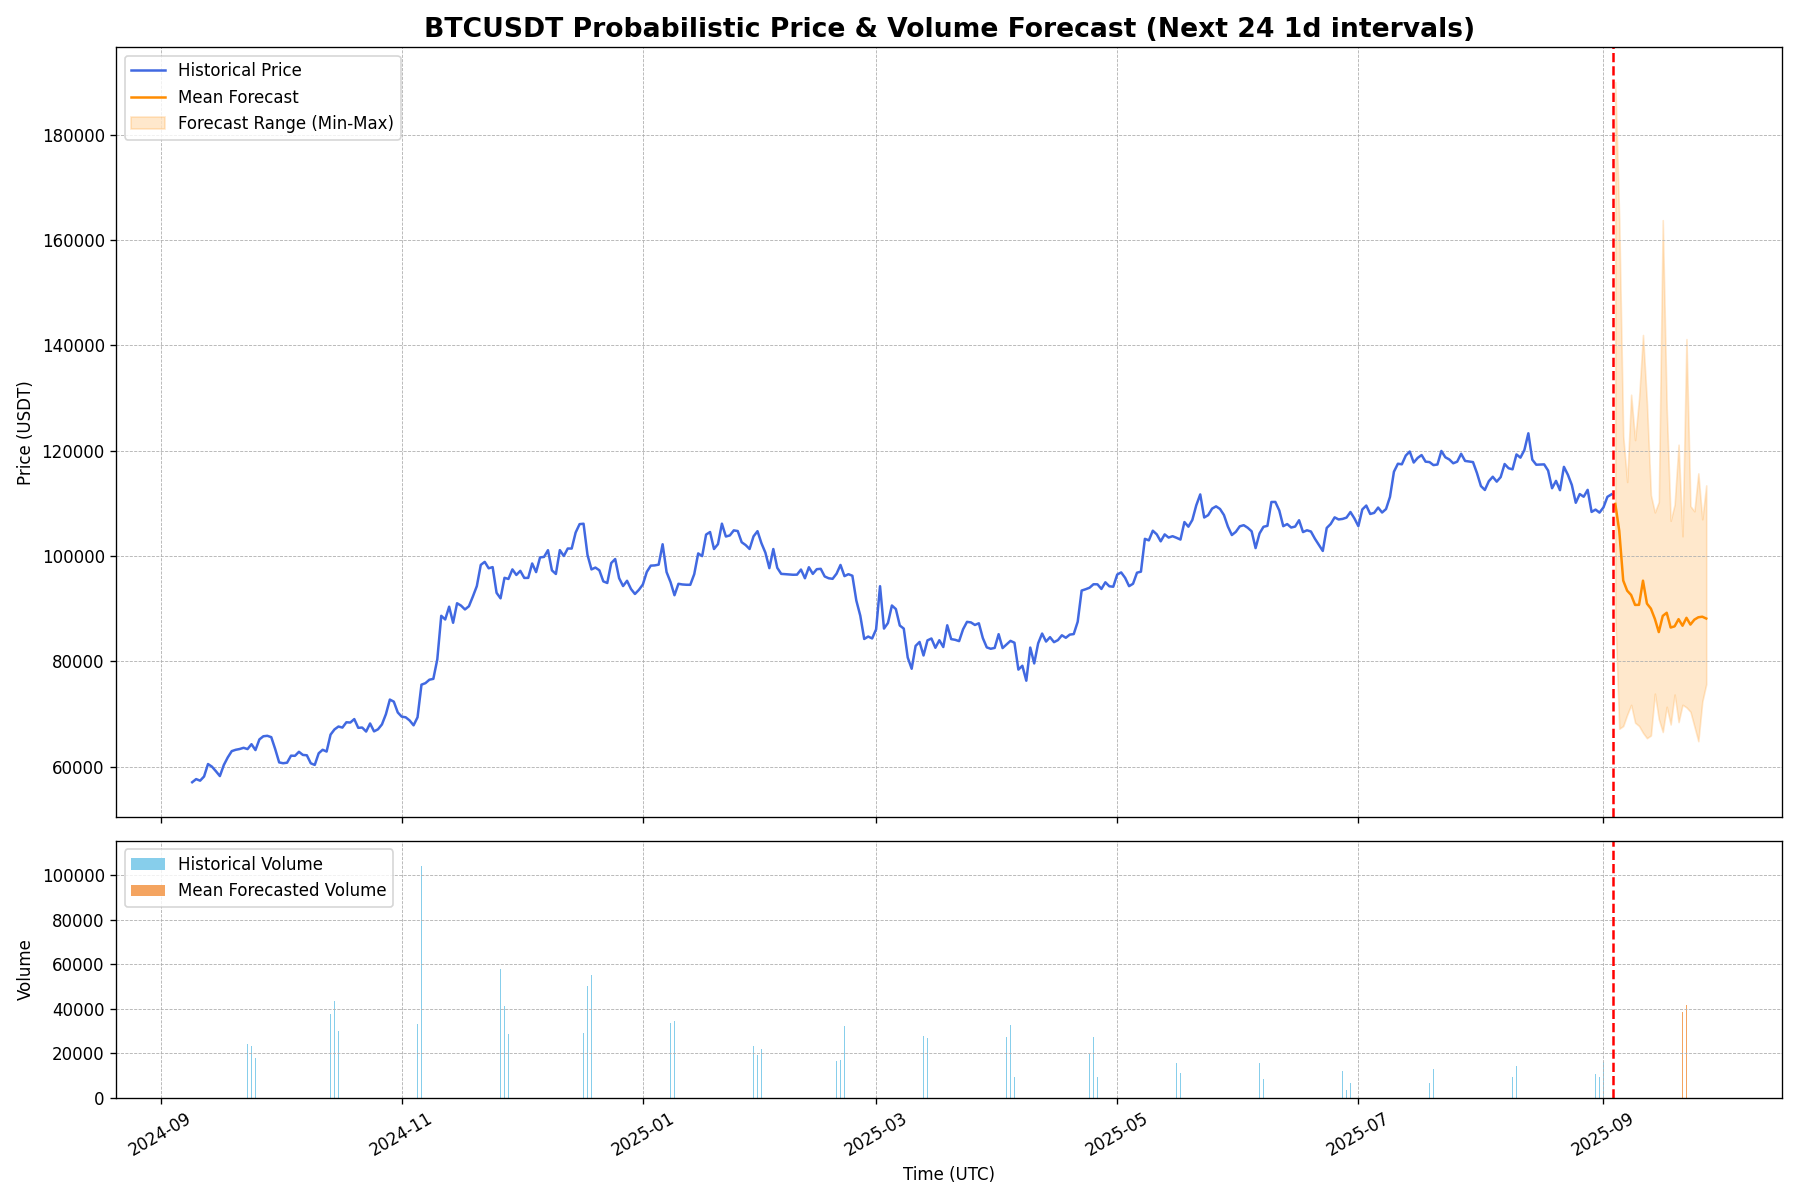 BTCUSDT Probabilistic Price & Volume Forecast (Next 24 1d intervals)
Historical Price
Mean Forecast
Forecast Range (Min-Max)
180000
160000
140000
120000
100000
80000
60000
Price (USDT)
Historical Volume
Mean Forecasted Volume
100000
80000
60000
40000
20000
0
Volume
2024-09
2024-11
2025-01
2025-03
2025-05
2025-07
2025-09
Time (UTC)